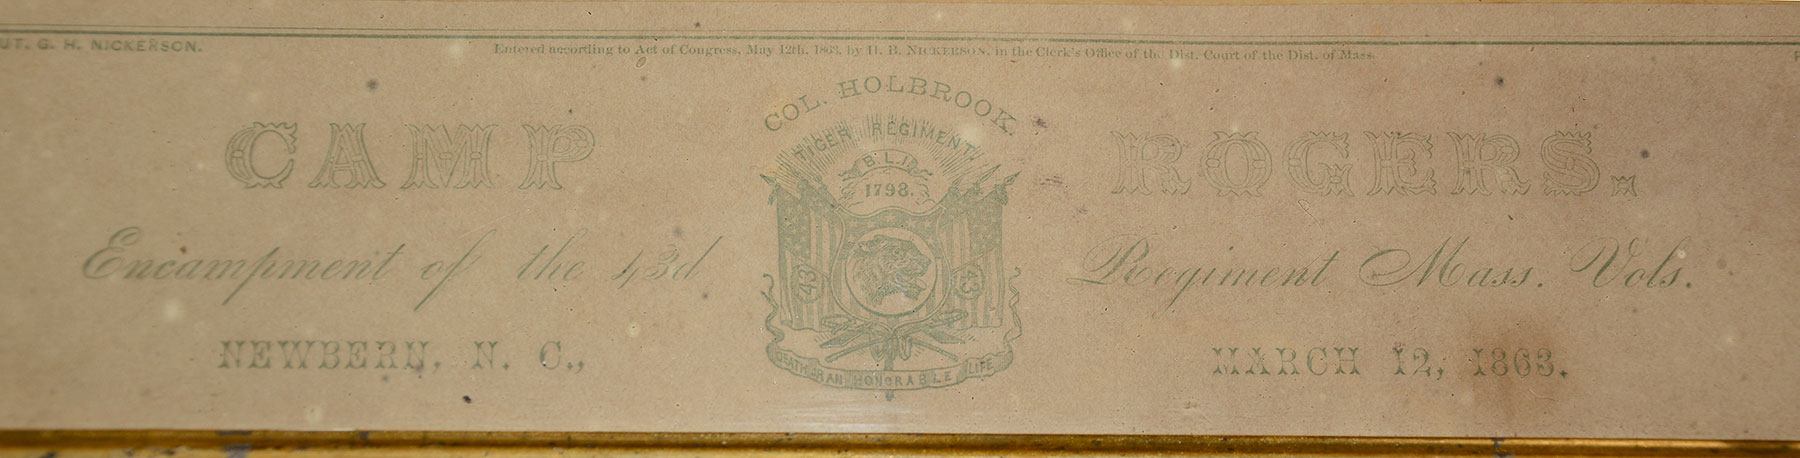 UT. G. H. NICKERSON.
Entered according to Act of Congress, May 12th, 1863, by H. B. NICKERSON, in the Clerk's Office of the Dist. Court of the Dist. of Mass.
COL. HOLBROOK.
TIGER REGIMENT
B.L.I.
1798.
CAMP ROGERS.
43 43
Encampment of the 43d Regiment Mass. Vols.
DEATH OR AN HONORABLE LIFE
NEWBERN, N. C., MARCH 12, 1863.